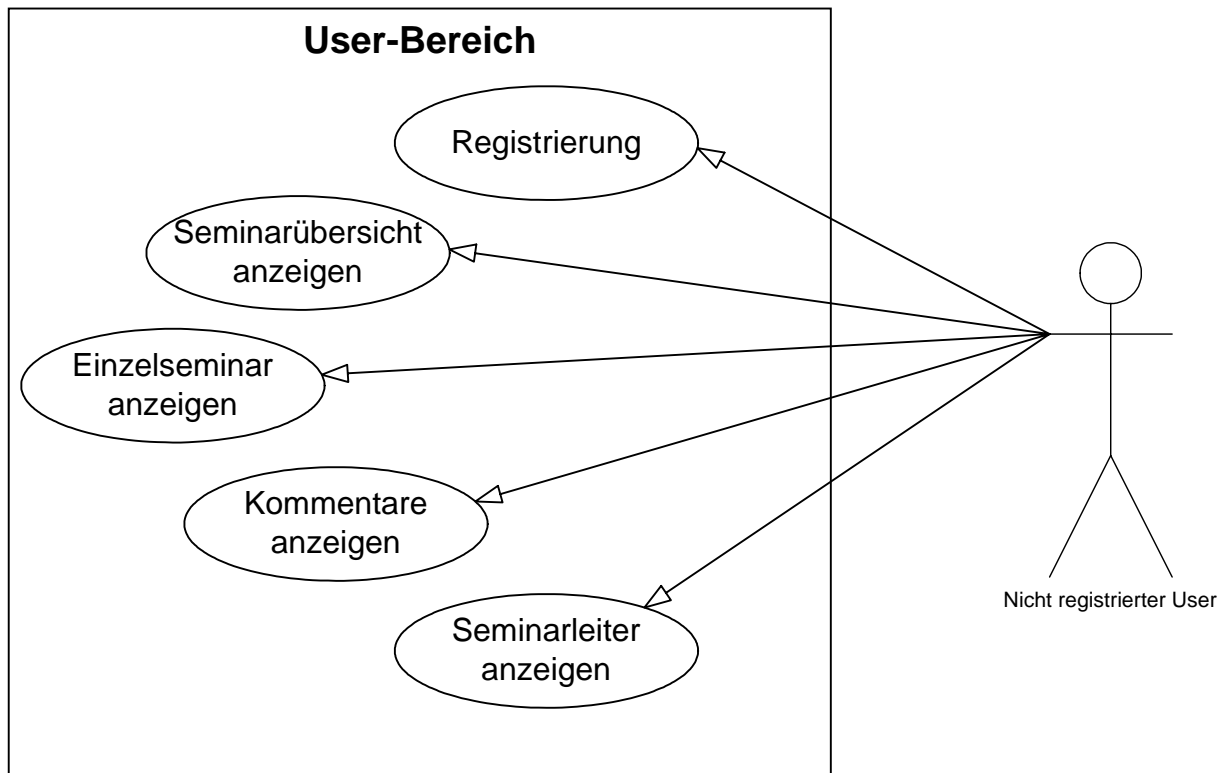 User-Bereich
Registrierung
Seminarübersicht
anzeigen
Einzelseminar
anzeigen
Kommentare
anzeigen
Seminarleiter
anzeigen
Nicht registrierter User